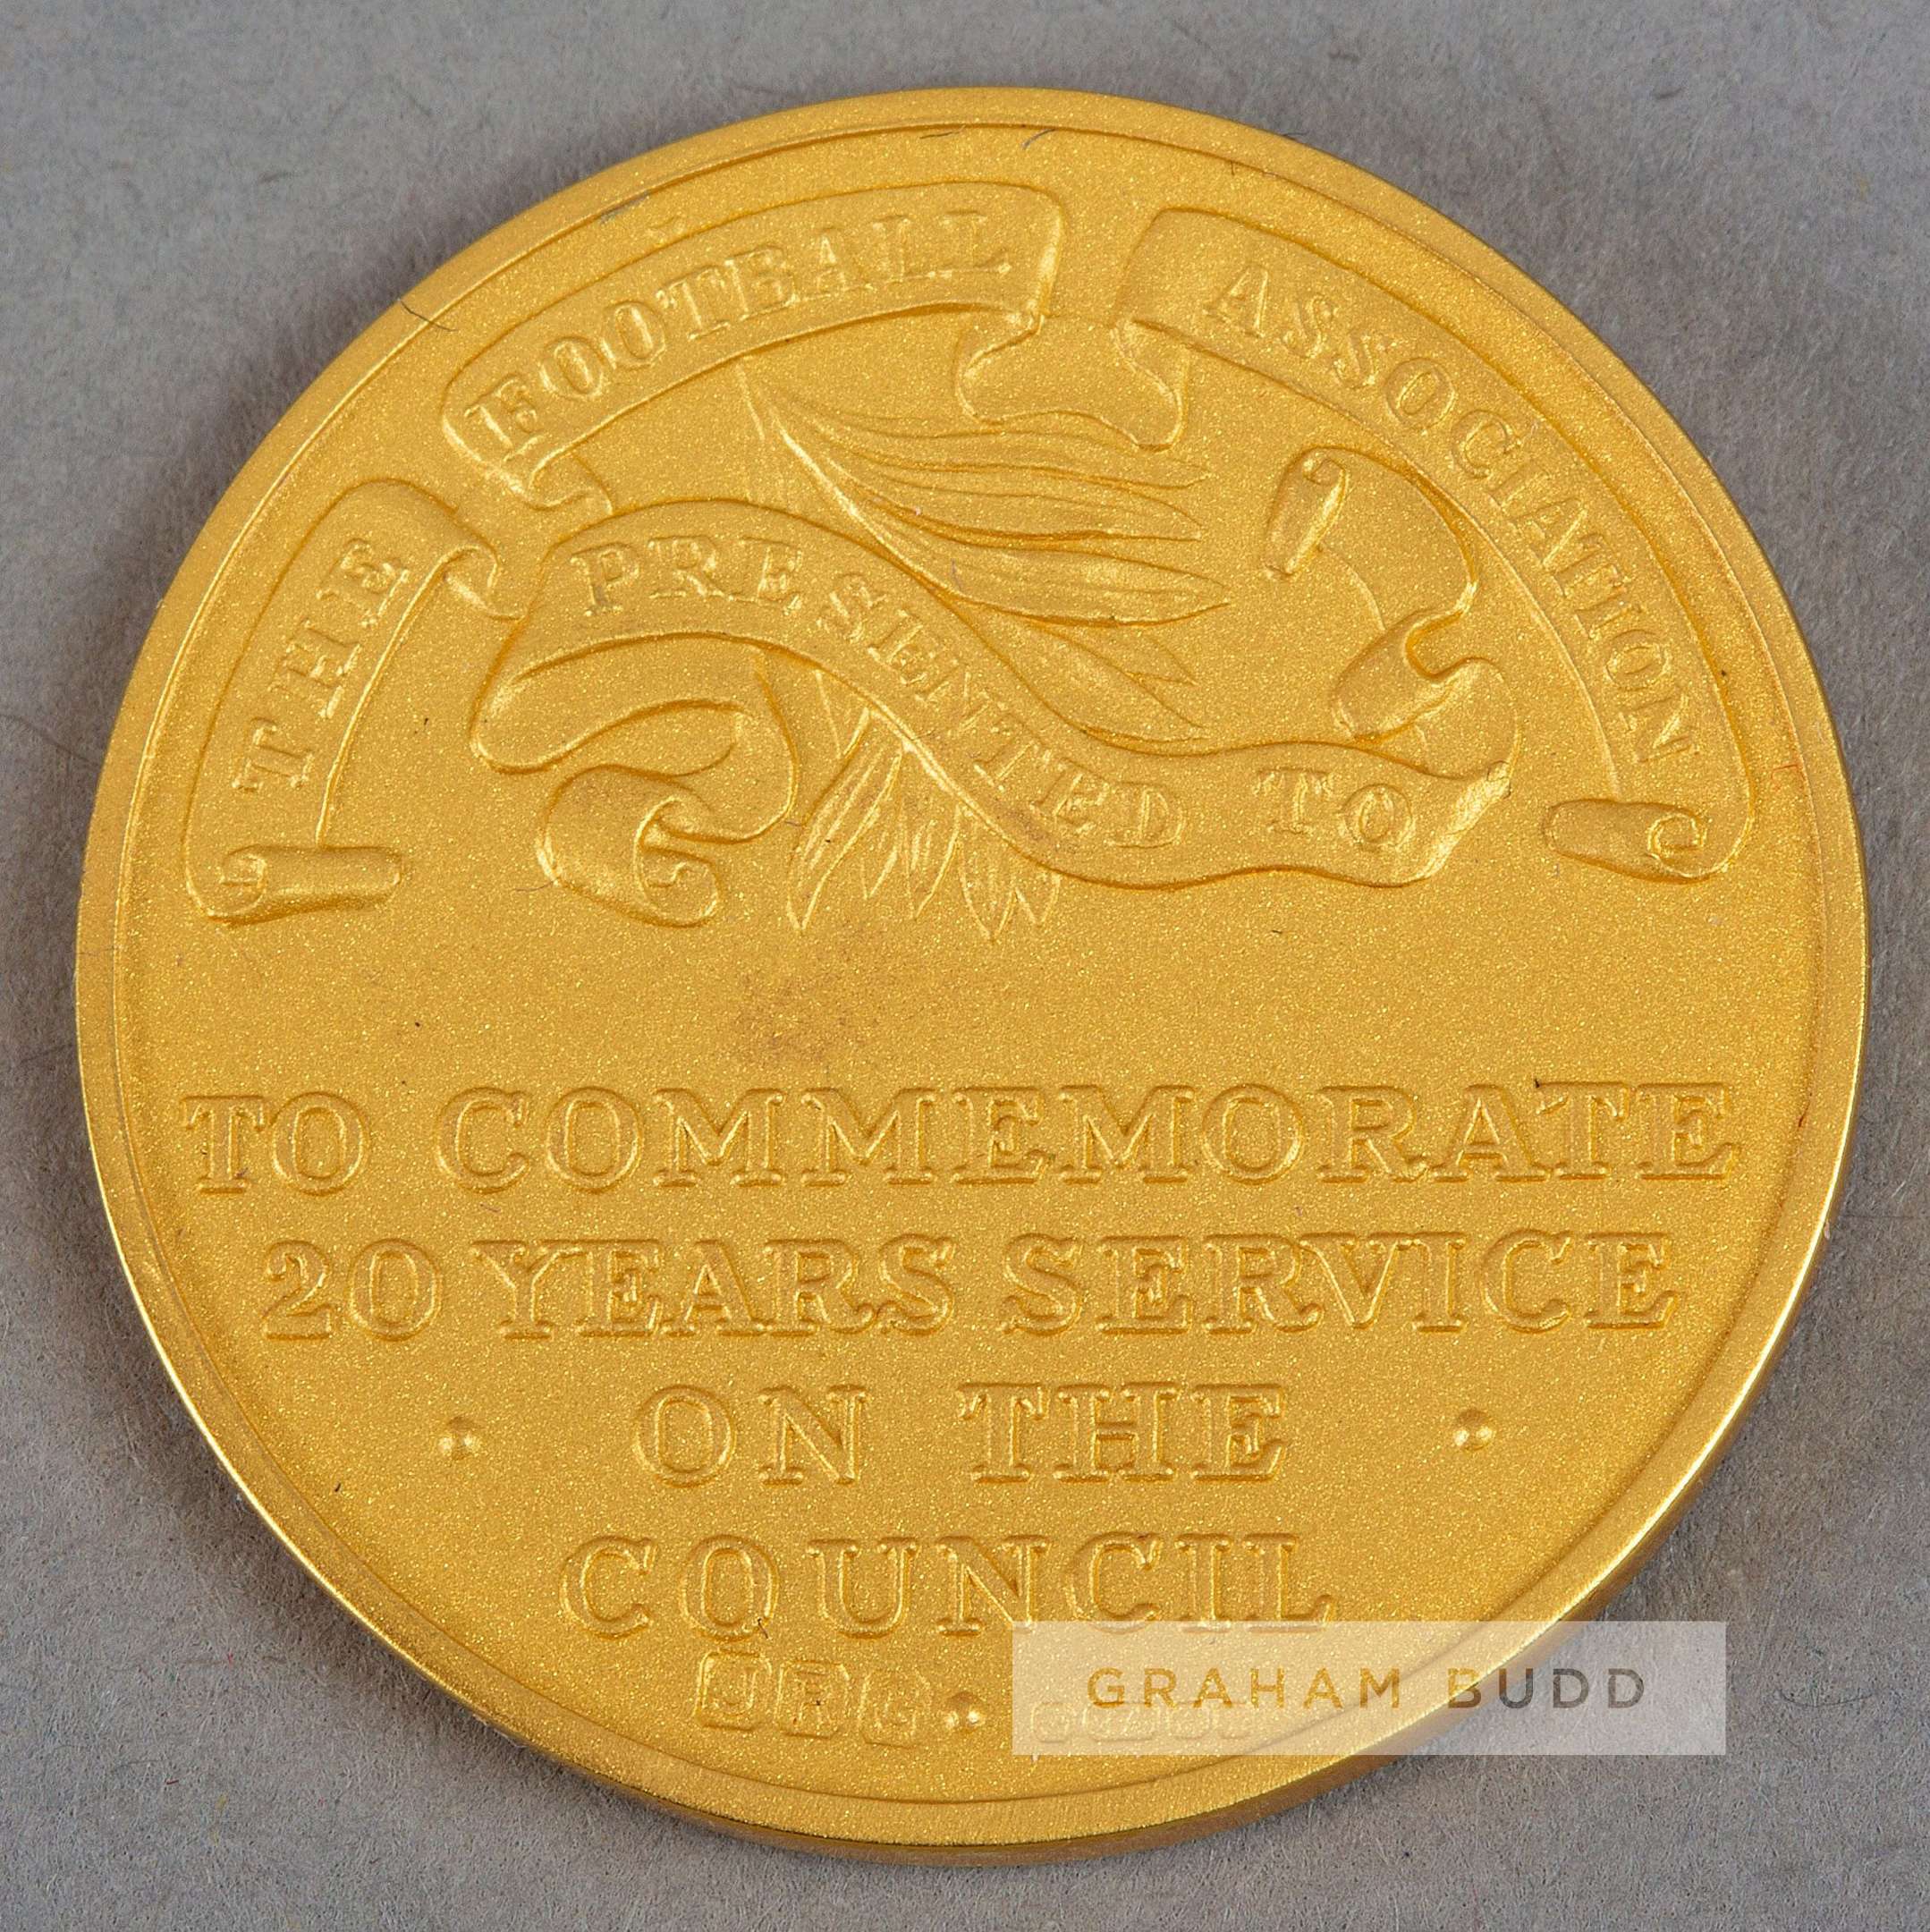 THE FOOTBALL ASSOCIATION
PRESENTED TO
TO COMMEMORATE
20 YEARS SERVICE
ON THE
COUNCIL
GRAHAM BUDD